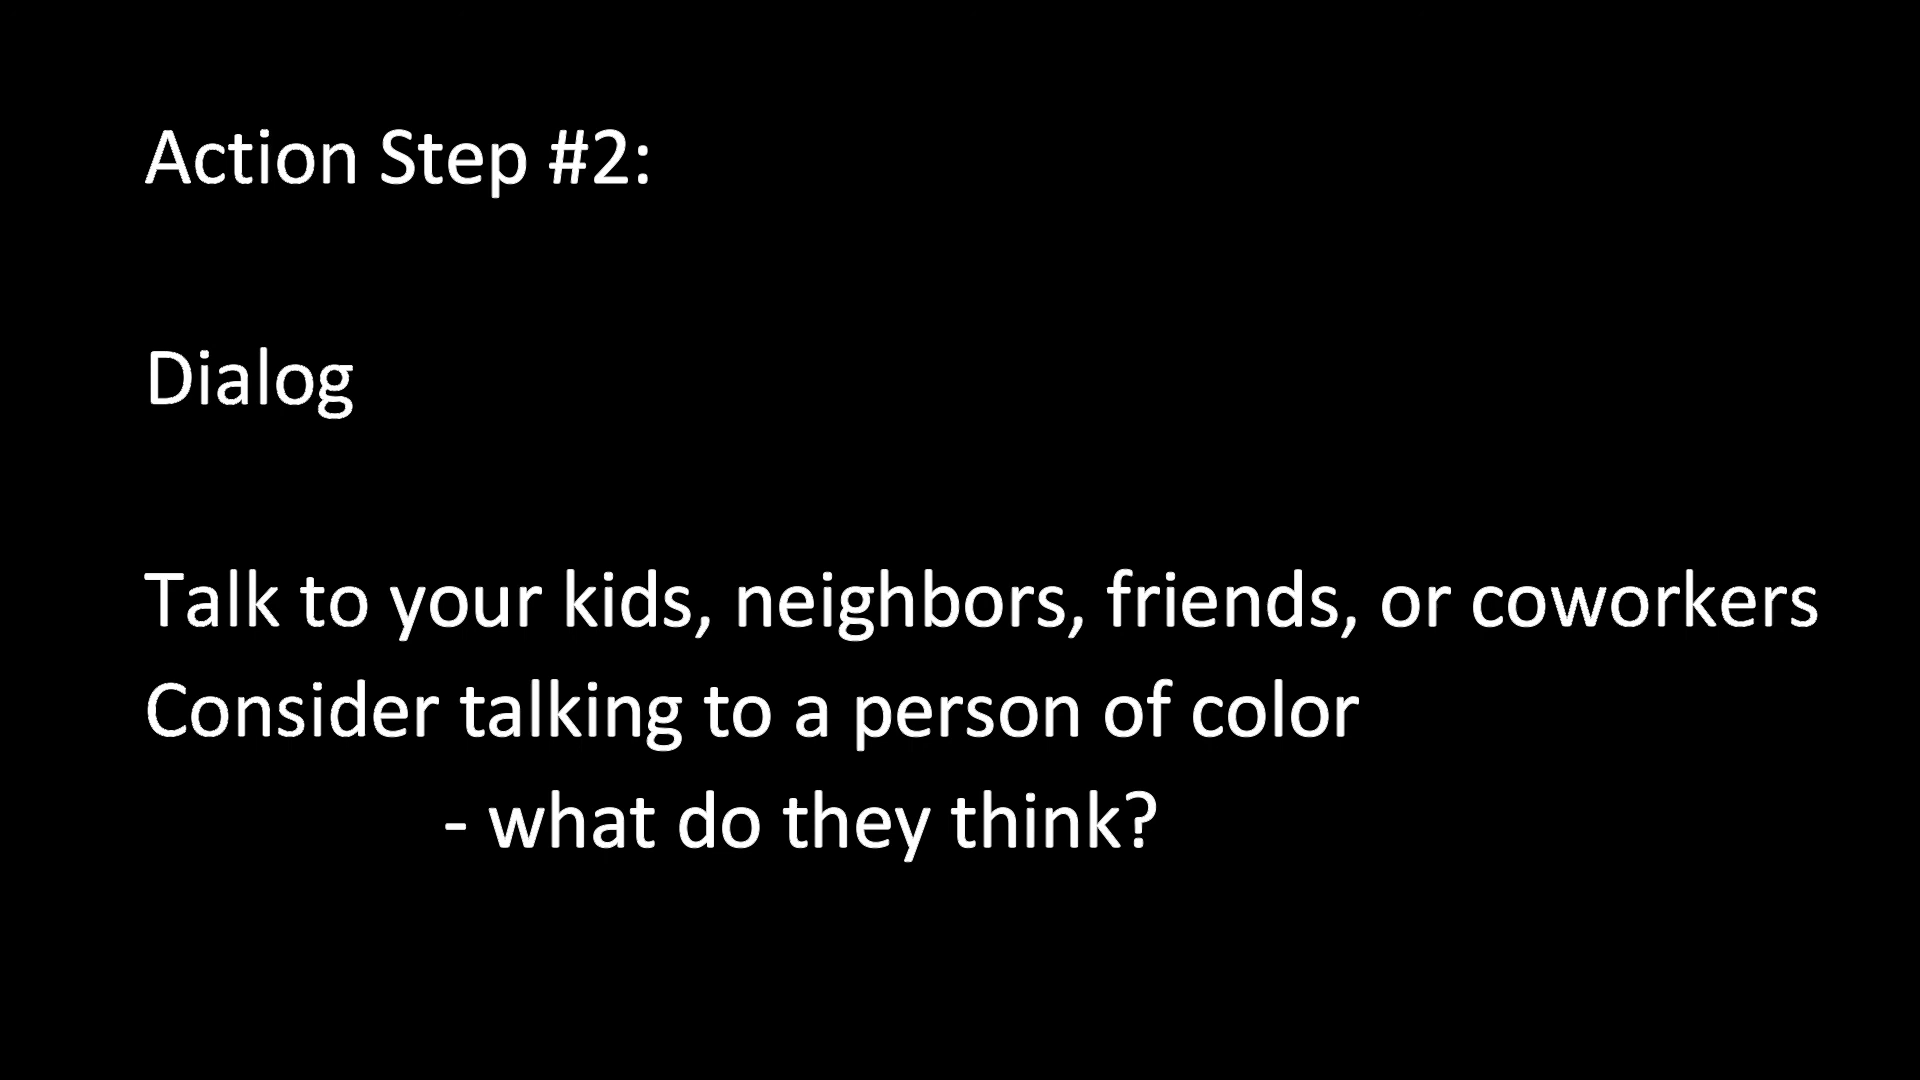 Action Step #2:
Dialog
Talk to your kids, neighbors, friends, or coworkers
Consider talking to a person of color
- what do they think?